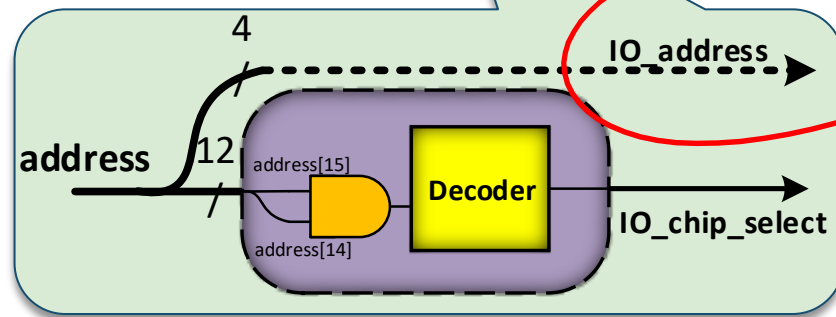 4
IO_address
address
12
address[15]
Decoder
address[14]
IO_chip_select